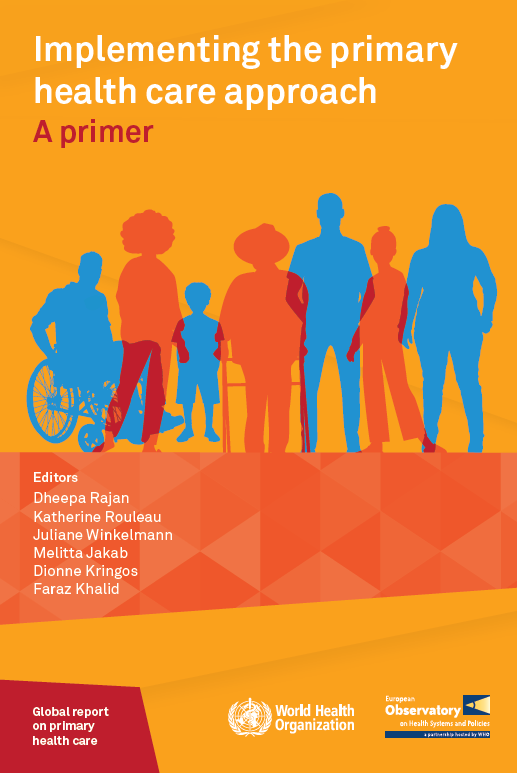 Implementing the primary
health care approach
A primer
Editors
Dheepa Rajan
Katherine Rouleau
Juliane Winkelmann
Melitta Jakab
Dionne Kringos
Faraz Khalid
Global report
on primary
health care
World Health
Organization
European
Observatory
on Health Systems and Policies
a partnership hosted by WHO